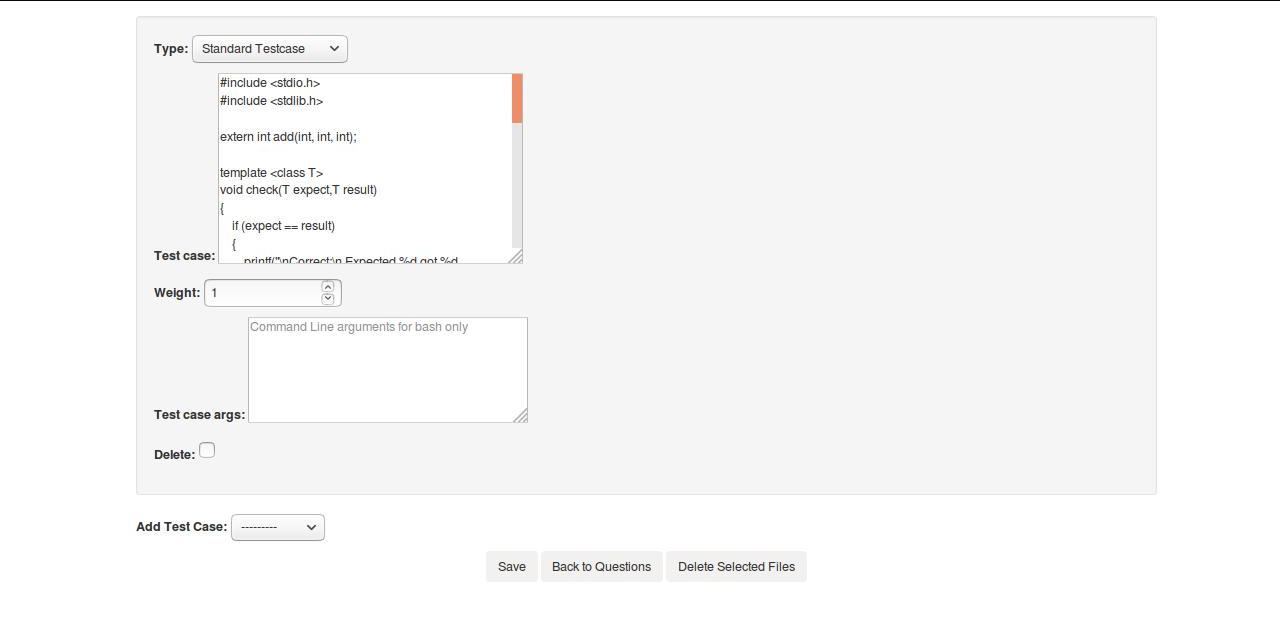 Type: Standard Testcase
#include <stdio.h>
#include <stdlib.h>
extern int add(int, int, int);
template <class T>
void check(T expect,T result)
{
if (expect == result)
{
printf("\nCorrect:\n Expected %d got %d
Test case:
Weight: 1
Command Line arguments for bash only
Test case args:
Delete:
Add Test Case: ---------
Save Back to Questions Delete Selected Files